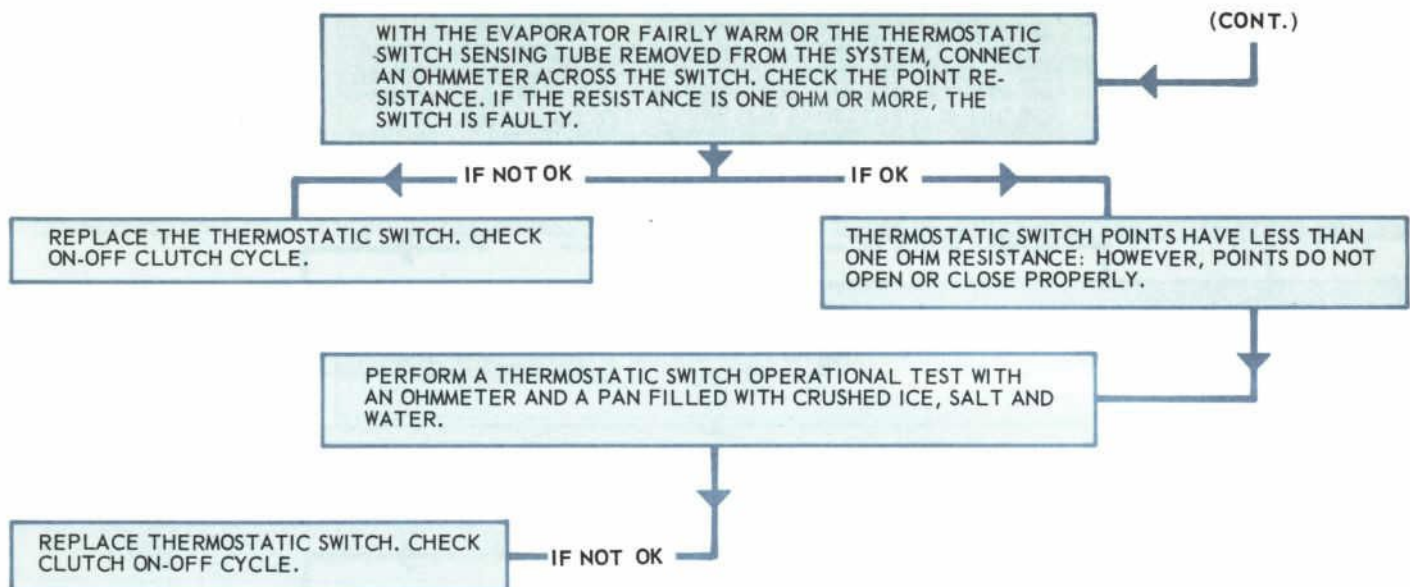 (CONT.)
WITH THE EVAPORATOR FAIRLY WARM OR THE THERMOSTATIC
SWITCH SENSING TUBE REMOVED FROM THE SYSTEM, CONNECT
AN OHMMETER ACROSS THE SWITCH. CHECK THE POINT RE-
SISTANCE. IF THE RESISTANCE IS ONE OHM OR MORE, THE
SWITCH IS FAULTY.
IF NOT OK
IF OK
REPLACE THE THERMOSTATIC SWITCH. CHECK
ON-OFF CLUTCH CYCLE.
THERMOSTATIC SWITCH POINTS HAVE LESS THAN
ONE OHM RESISTANCE: HOWEVER, POINTS DO NOT
OPEN OR CLOSE PROPERLY.
PERFORM A THERMOSTATIC SWITCH OPERATIONAL TEST WITH
AN OHMMETER AND A PAN FILLED WITH CRUSHED ICE, SALT AND
WATER.
IF NOT OK
REPLACE THERMOSTATIC SWITCH. CHECK
CLUTCH ON-OFF CYCLE.